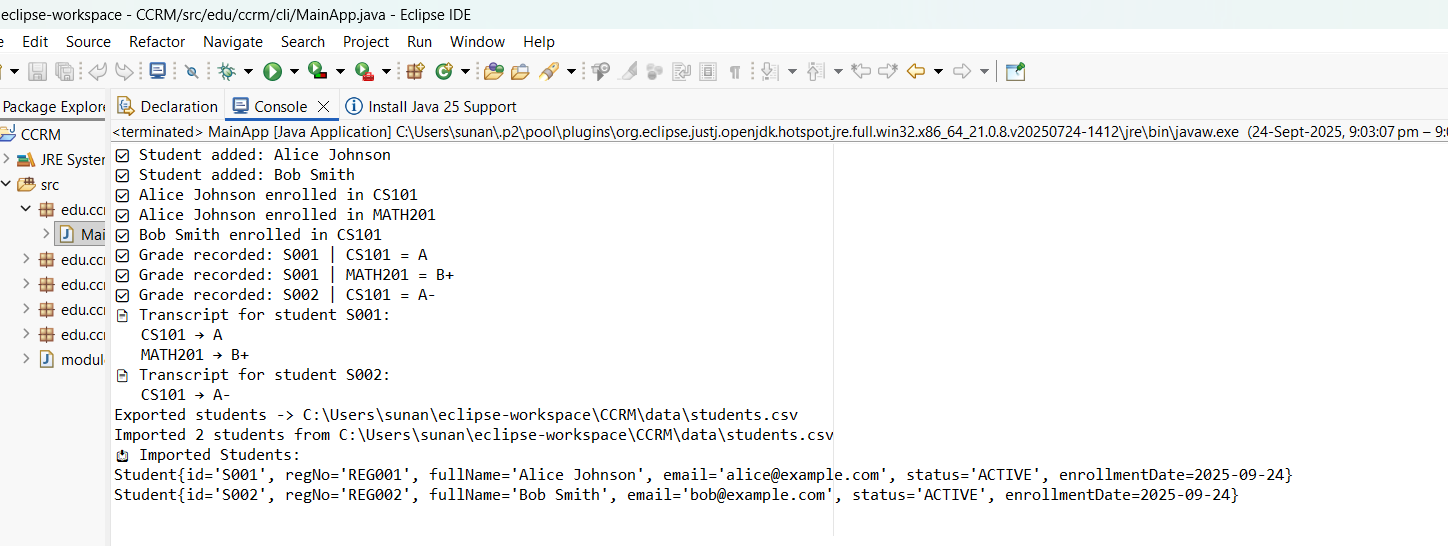 eclipse-workspace - CCRM/src/edu/ccrm/cli/MainApp.java - Eclipse IDE
Edit Source Refactor Navigate Search Project Run Window Help
Package Explore Declaration Console Install Java 25 Support
<terminated> MainApp [Java Application] C:\Users\sunan\.p2\pool\plugins\org.eclipse.justj.openjdk.hotspot.jre.full.win32.x86_64_21.0.8.v20250724-1412\jre\bin\javaw.exe (24-Sept-2025, 9:03:07 pm – 9:0
CCRM
JRE Syster
src
edu.ccr
Mai
edu.ccr
edu.ccr
edu.ccr
edu.ccr
modul
Student added: Alice Johnson
Student added: Bob Smith
Alice Johnson enrolled in CS101
Alice Johnson enrolled in MATH201
Bob Smith enrolled in CS101
Grade recorded: S001 | CS101 = A
Grade recorded: S001 | MATH201 = B+
Grade recorded: S002 | CS101 = A-
Transcript for student S001:
CS101 → A
MATH201 → B+
Transcript for student S002:
CS101 → A-
Exported students -> C:\Users\sunan\eclipse-workspace\CCRM\data\students.csv
Imported 2 students from C:\Users\sunan\eclipse-workspace\CCRM\data\students.csv
Imported Students:
Student{id='S001', regNo='REG001', fullName='Alice Johnson', email='alice@example.com', status='ACTIVE', enrollmentDate=2025-09-24}
Student{id='S002', regNo='REG002', fullName='Bob Smith', email='bob@example.com', status='ACTIVE', enrollmentDate=2025-09-24}